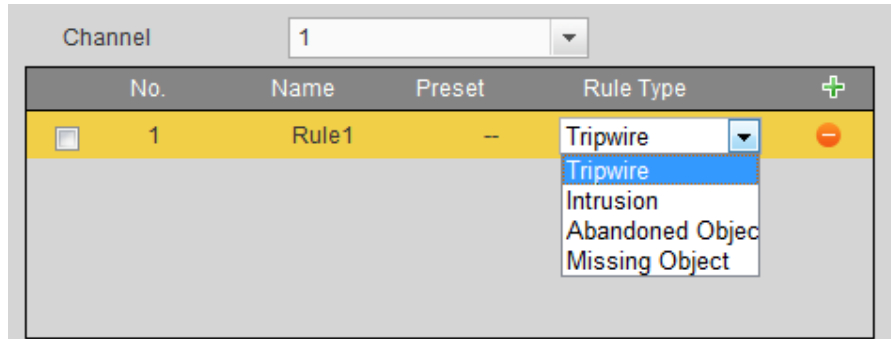 Channel 1
No. Name Preset Rule Type
1 Rule1 -- Tripwire
Tripwire
Intrusion
Abandoned Objec
Missing Object